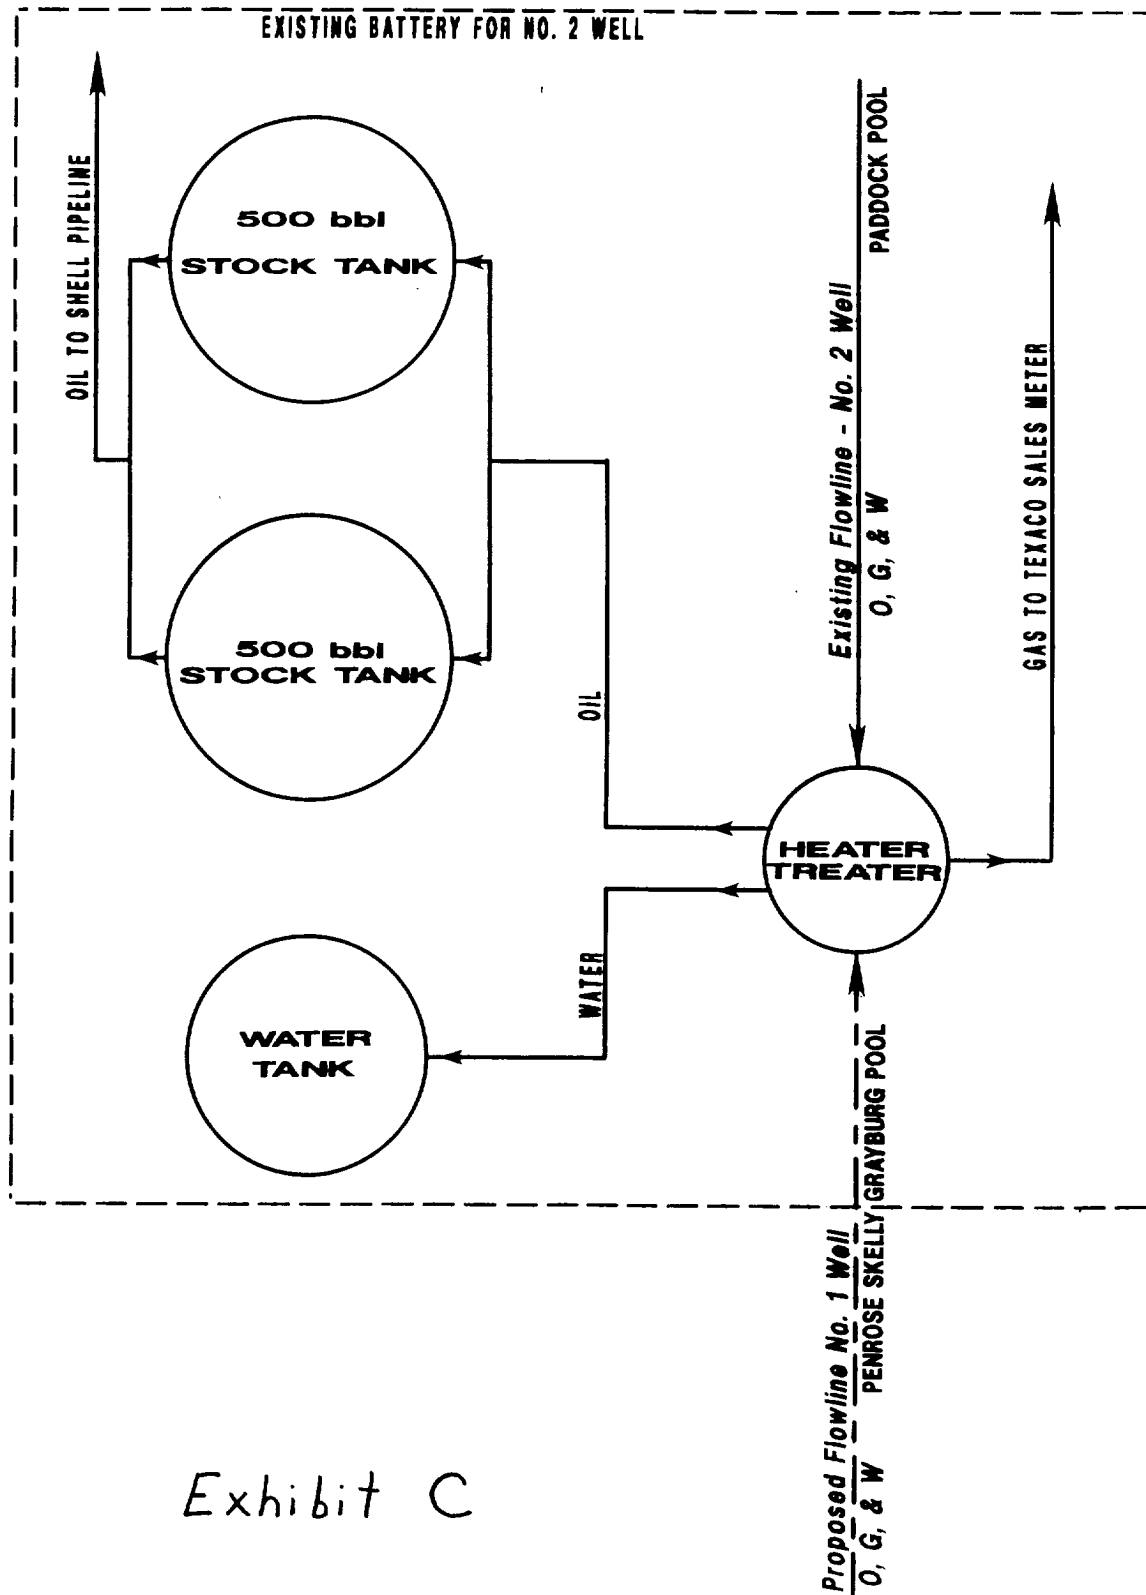 EXISTING BATTERY FOR NO. 2 WELL
OIL TO SHELL PIPELINE
500 bbl
STOCK TANK
PADDOCK POOL
Existing Flowline - No. 2 Well
O, G, & W
GAS TO TEXACO SALES METER
500 bbl
STOCK TANK
OIL
HEATER
TREATER
WATER
WATER
TANK
PENROSE SKELLY GRAYBURG POOL
Proposed Flowline No. 1 Well
O, G, & W
Exhibit C